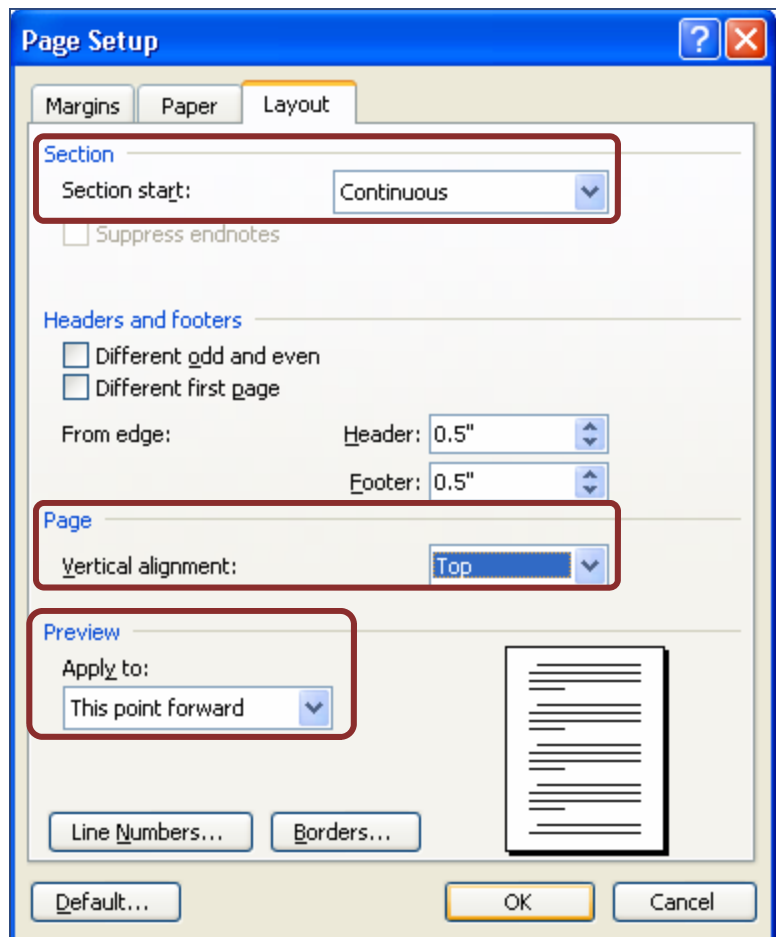 Page Setup
?
Margins Paper Layout
Section
Section start: Continuous
Suppress endnotes
Headers and footers
Different odd and even
Different first page
From edge: Header: 0.5"
Footer: 0.5"
Page
Vertical alignment: Top
Preview
Apply to:
This point forward
Line Numbers... Borders...
Default... OK Cancel